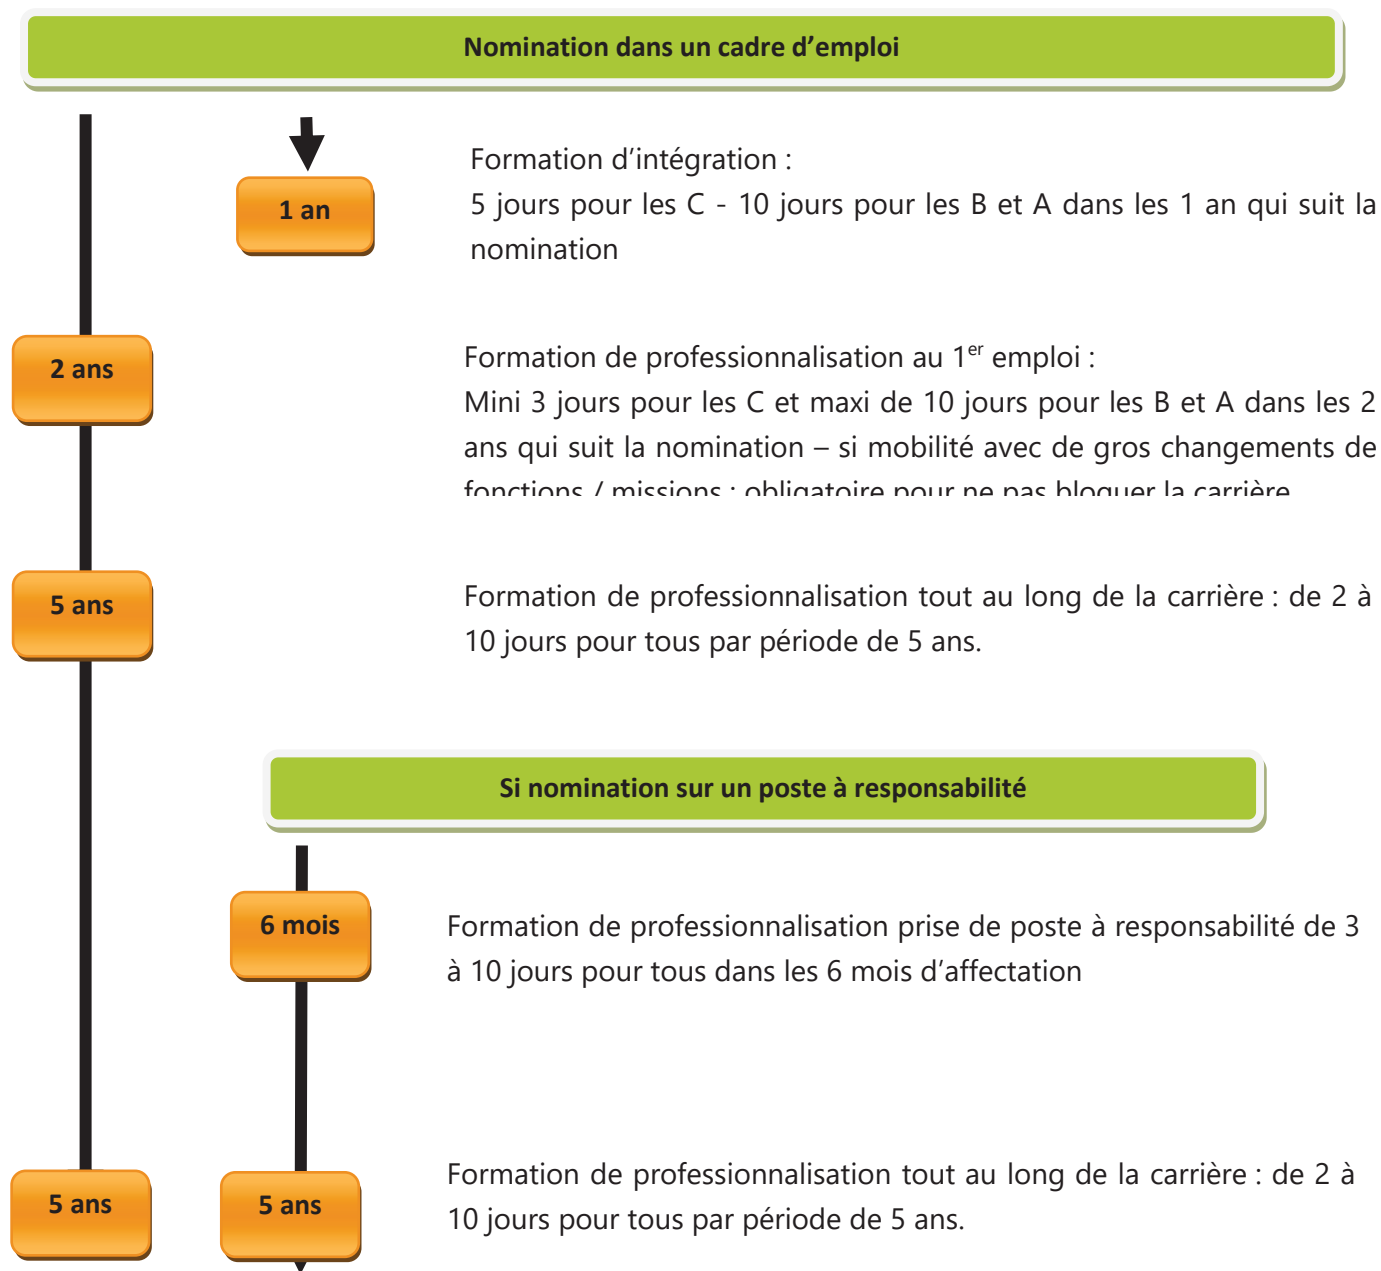 Nomination dans un cadre d’emploi
1 an
Formation d’intégration :
5 jours pour les C - 10 jours pour les B et A dans les 1 an qui suit la
nomination
2 ans
Formation de professionnalisation au 1er emploi :
Mini 3 jours pour les C et maxi de 10 jours pour les B et A dans les 2
ans qui suit la nomination – si mobilité avec de gros changements de
fonctions / missions : obligatoire pour ne pas bloquer la carrière
5 ans
Formation de professionnalisation tout au long de la carrière : de 2 à
10 jours pour tous par période de 5 ans.
Si nomination sur un poste à responsabilité
6 mois
Formation de professionnalisation prise de poste à responsabilité de 3
à 10 jours pour tous dans les 6 mois d’affectation
5 ans
5 ans
Formation de professionnalisation tout au long de la carrière : de 2 à
10 jours pour tous par période de 5 ans.